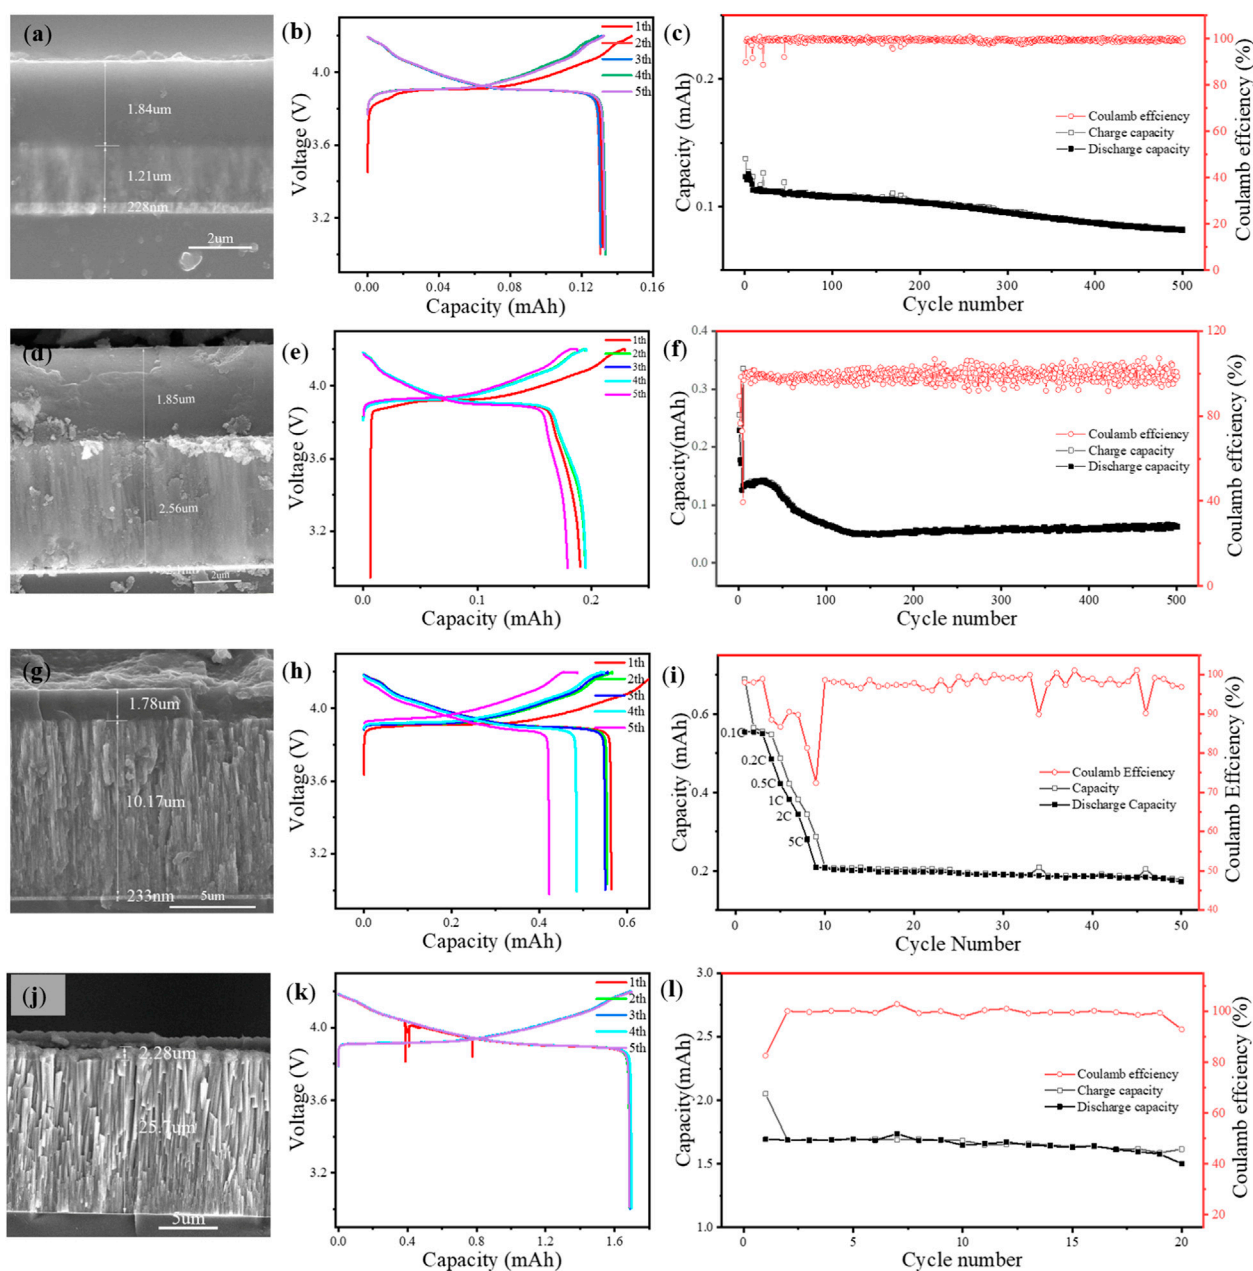 (a)
1.84um
1.21um
228nm
2um
(b)
1th
2th
3th
4th
5th
Voltage (V)
4.0
3.6
3.2
0.00
0.04
0.08
0.12
0.16
Capacity (mAh)
(c)
Coulamb effciency
Charge capacity
Discharge capacity
Capacity (mAh)
0.2
0.1
Coulamb effciency (%)
100
80
60
40
20
0
0
100
200
300
400
500
Cycle number
(d)
1.85um
2.56um
2um
(e)
1th
2th
3th
4th
5th
Voltage (V)
4.0
3.6
3.2
0.0
0.1
0.2
Capacity (mAh)
(f)
Coulamb effciency
Charge capacity
Discharge capacity
Capacity(mAh)
0.4
0.3
0.2
0.1
0.0
Coulamb effciency (%)
120
100
80
60
40
20
0
0
100
200
300
400
500
Cycle number
(g)
1.78um
10.17um
233nm
5um
(h)
1th
2th
3th
4th
5th
Voltage (V)
4.0
3.6
3.2
0.0
0.2
0.4
0.6
Capacity (mAh)
(i)
0.1C
0.2C
0.5C
1C
2C
5C
Coulamb Effciency
Capacity
Discharge Capacity
Capacity (mAh)
0.6
0.4
0.2
Coulamb Effciency (%)
100
90
80
70
60
50
40
0
10
20
30
40
50
Cycle Number
(j)
2.28um
25.7um
5um
(k)
1th
2th
3th
4th
5th
Voltage (V)
4.0
3.6
3.2
0.0
0.4
0.8
1.2
1.6
Capacity (mAh)
(l)
Coulamb effciency
Charge capacity
Discharge capacity
Capacity(mAh)
3.0
2.5
2.0
1.5
1.0
Coulamb effciency (%)
100
80
60
40
20
0
5
10
15
20
Cycle number